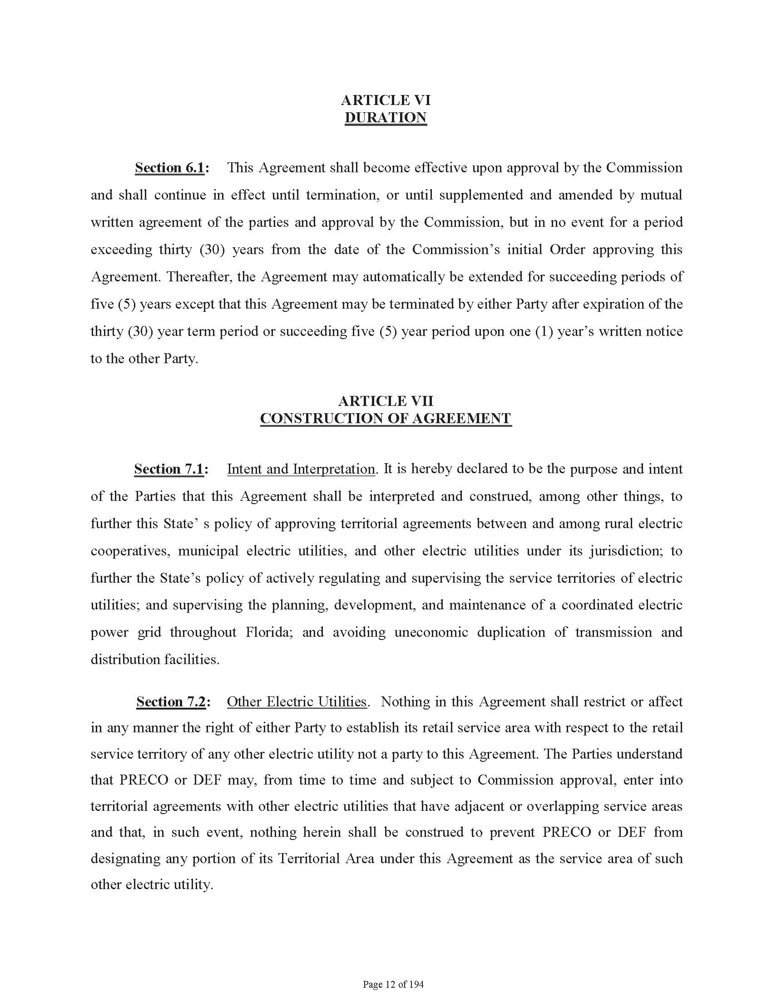 ARTICLE VI
DURATION
Section 6.1: This Agreement shall become effective upon approval by the Commission
and shall continue in effect until termination, or until supplemented and amended by mutual
written agreement of the parties and approval by the Commission, but in no event for a period
exceeding thirty (30) years from the date of the Commission’s initial Order approving this
Agreement. Thereafter, the Agreement may automatically be extended for succeeding periods of
five (5) years except that this Agreement may be terminated by either Party after expiration of the
thirty (30) year term period or succeeding five (5) year period upon one (1) year’s written notice
to the other Party.
ARTICLE VII
CONSTRUCTION OF AGREEMENT
Section 7.1: Intent and Interpretation. It is hereby declared to be the purpose and intent
of the Parties that this Agreement shall be interpreted and construed, among other things, to
further this State’ s policy of approving territorial agreements between and among rural electric
cooperatives, municipal electric utilities, and other electric utilities under its jurisdiction; to
further the State’s policy of actively regulating and supervising the service territories of electric
utilities; and supervising the planning, development, and maintenance of a coordinated electric
power grid throughout Florida; and avoiding uneconomic duplication of transmission and
distribution facilities.
Section 7.2: Other Electric Utilities. Nothing in this Agreement shall restrict or affect
in any manner the right of either Party to establish its retail service area with respect to the retail
service territory of any other electric utility not a party to this Agreement. The Parties understand
that PRECO or DEF may, from time to time and subject to Commission approval, enter into
territorial agreements with other electric utilities that have adjacent or overlapping service areas
and that, in such event, nothing herein shall be construed to prevent PRECO or DEF from
designating any portion of its Territorial Area under this Agreement as the service area of such
other electric utility.
Page 12 of 194